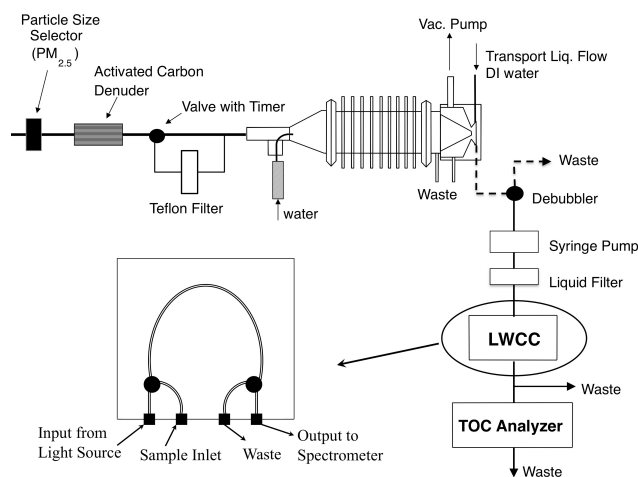 Particle Size
Selector
(PM2.5)
Activated Carbon
Denuder
Valve with Timer
Teflon Filter
water
Vac. Pump
Transport Liq. Flow
DI water
Waste
Waste
Debubbler
Syringe Pump
Liquid Filter
LWCC
Waste
TOC Analyzer
Waste
Input from
Light Source
Sample Inlet
Waste
Output to
Spectrometer